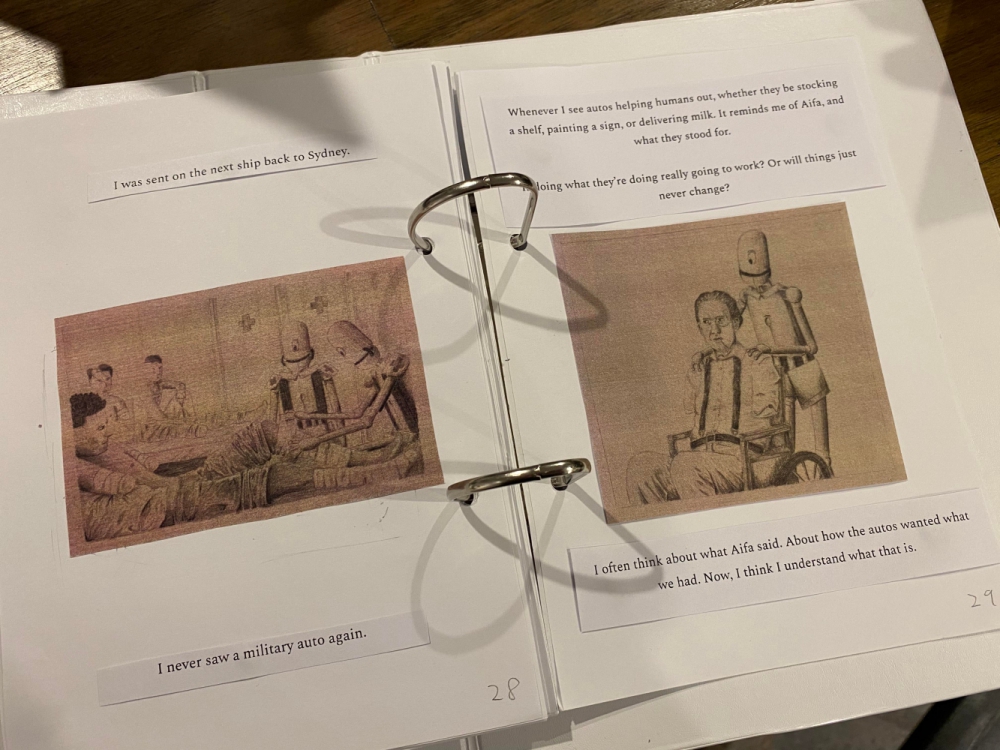 I was sent on the next ship back to Sydney.
I never saw a military auto again.
28
Whenever I see autos helping humans out, whether they be stocking
a shelf, painting a sign, or delivering milk. It reminds me of Aifa, and
what they stood for.
doing what they're doing really going to work? Or will things just
never change?
I often think about what Aifa said. About how the autos wanted what
we had. Now, I think I understand what that is.
29